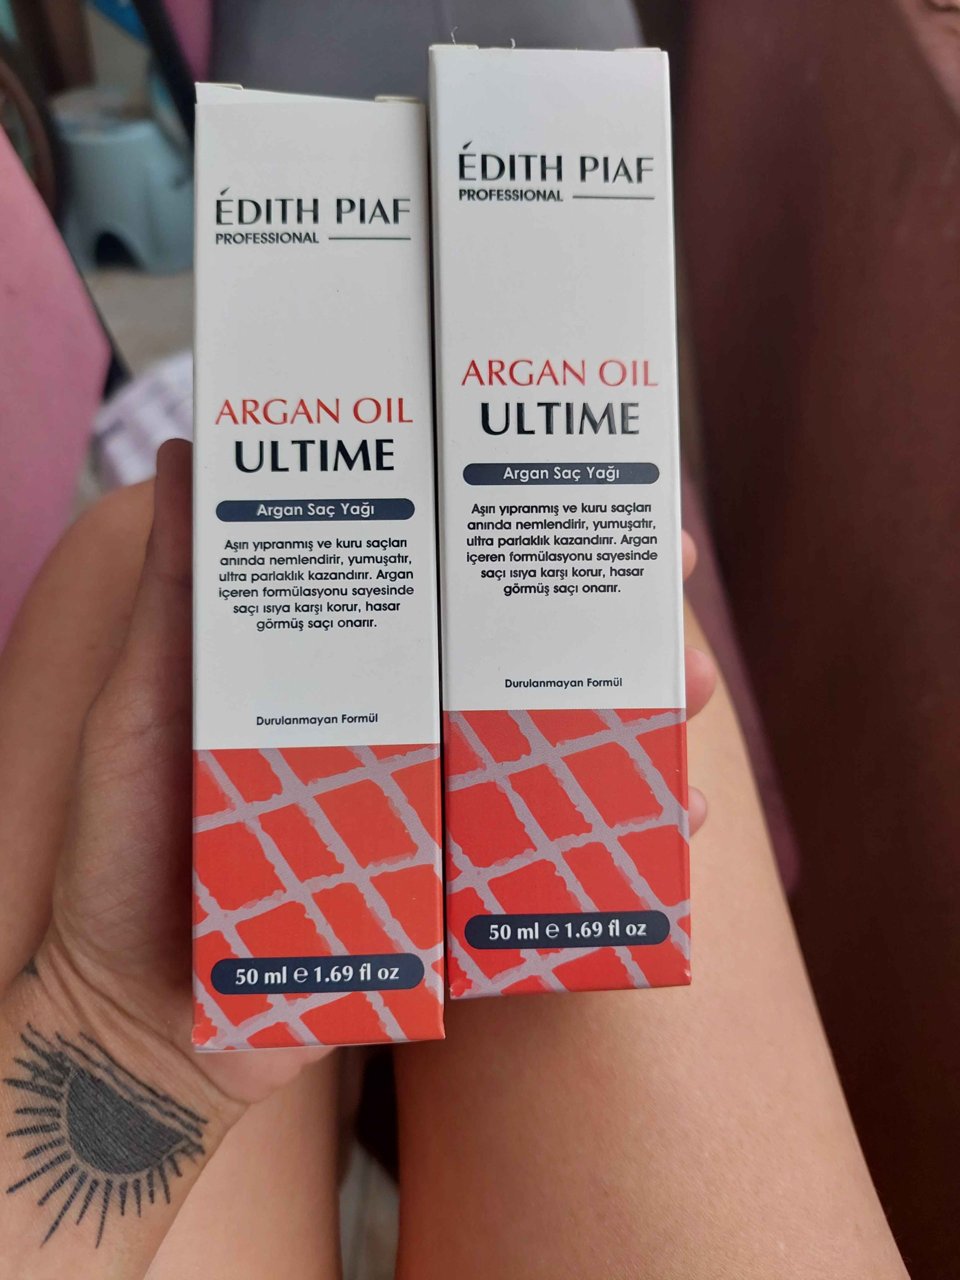 ÉDITH PIAF
PROFESSIONAL
ARGAN OIL
ULTIME
Argan Saç Yağı
Aşırı yıpranmış ve kuru saçları
anında nemlendirir, yumuşatır,
ultra parlaklık kazandırır. Argan
içeren formülasyonu sayesinde
saçı ısıya karşı korur, hasar
görmüş saçı onarır.
Durulanmayan Formül
50 ml ℮ 1.69 fl oz
ÉDITH PIAF
PROFESSIONAL
ARGAN OIL
ULTIME
Argan Saç Yağı
Aşırı yıpranmış ve kuru saçları
anında nemlendirir, yumuşatır,
ultra parlaklık kazandırır. Argan
içeren formülasyonu sayesinde
saçı ısıya karşı korur, hasar
görmüş saçı onarır.
Durulanmayan Formül
50 ml ℮ 1.69 fl oz